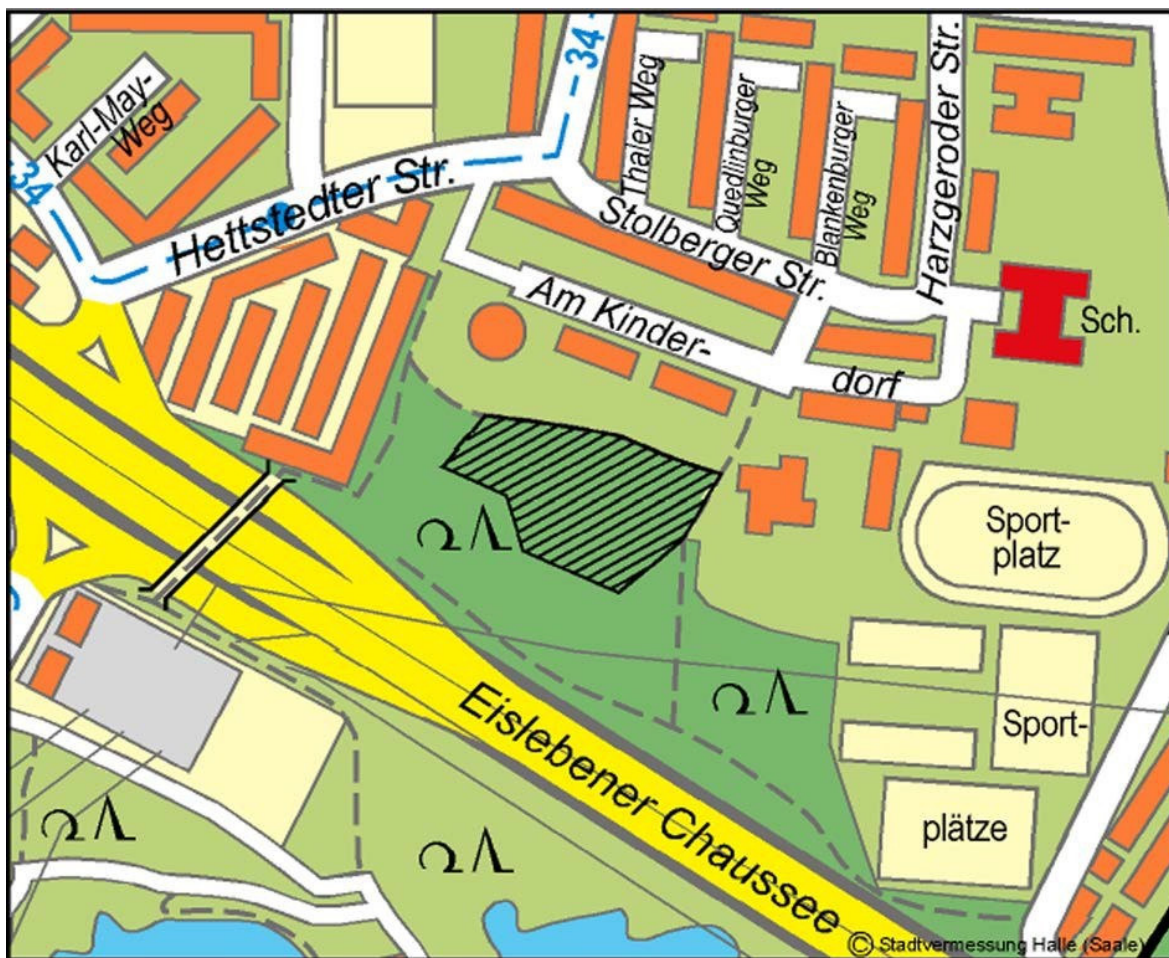 34
Karl-May-
Weg
34
Hettstedter Str.
Thaler Weg
Quedlinburger
Weg
Blankenburger
Weg
Harzgeroder Str.
Stolberger Str.
Am Kinder-
dorf
Sch.
Sport-
platz
Sport-
plätze
Eislebener Chaussee
© Stadtvermessung Halle (Saale)